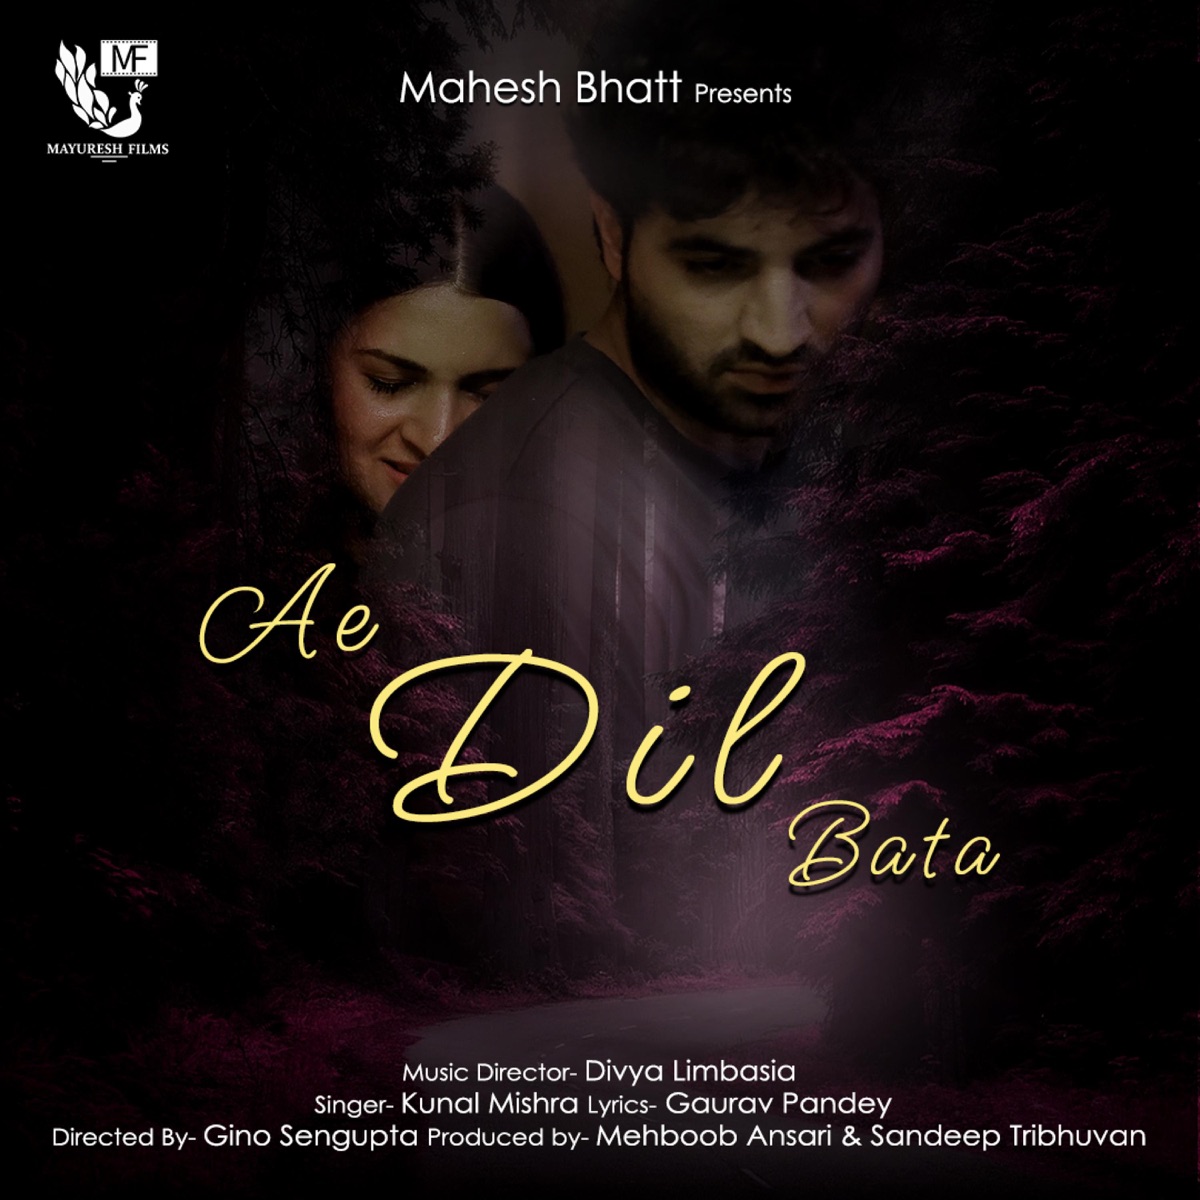 MF
MAYURESH FILMS
Mahesh Bhatt Presents
Ae
Dil
Bata
Music Director- Divya Limbasia
Singer- Kunal Mishra Lyrics- Gaurav Pandey
Directed By- Gino Sengupta Produced by- Mehboob Ansari & Sandeep Tribhuvan